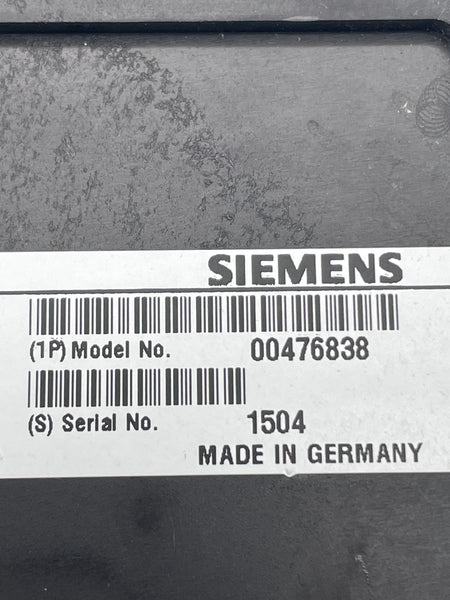 SIEMENS
(1P) Model No. 00476838
(S) Serial No. 1504
MADE IN GERMANY